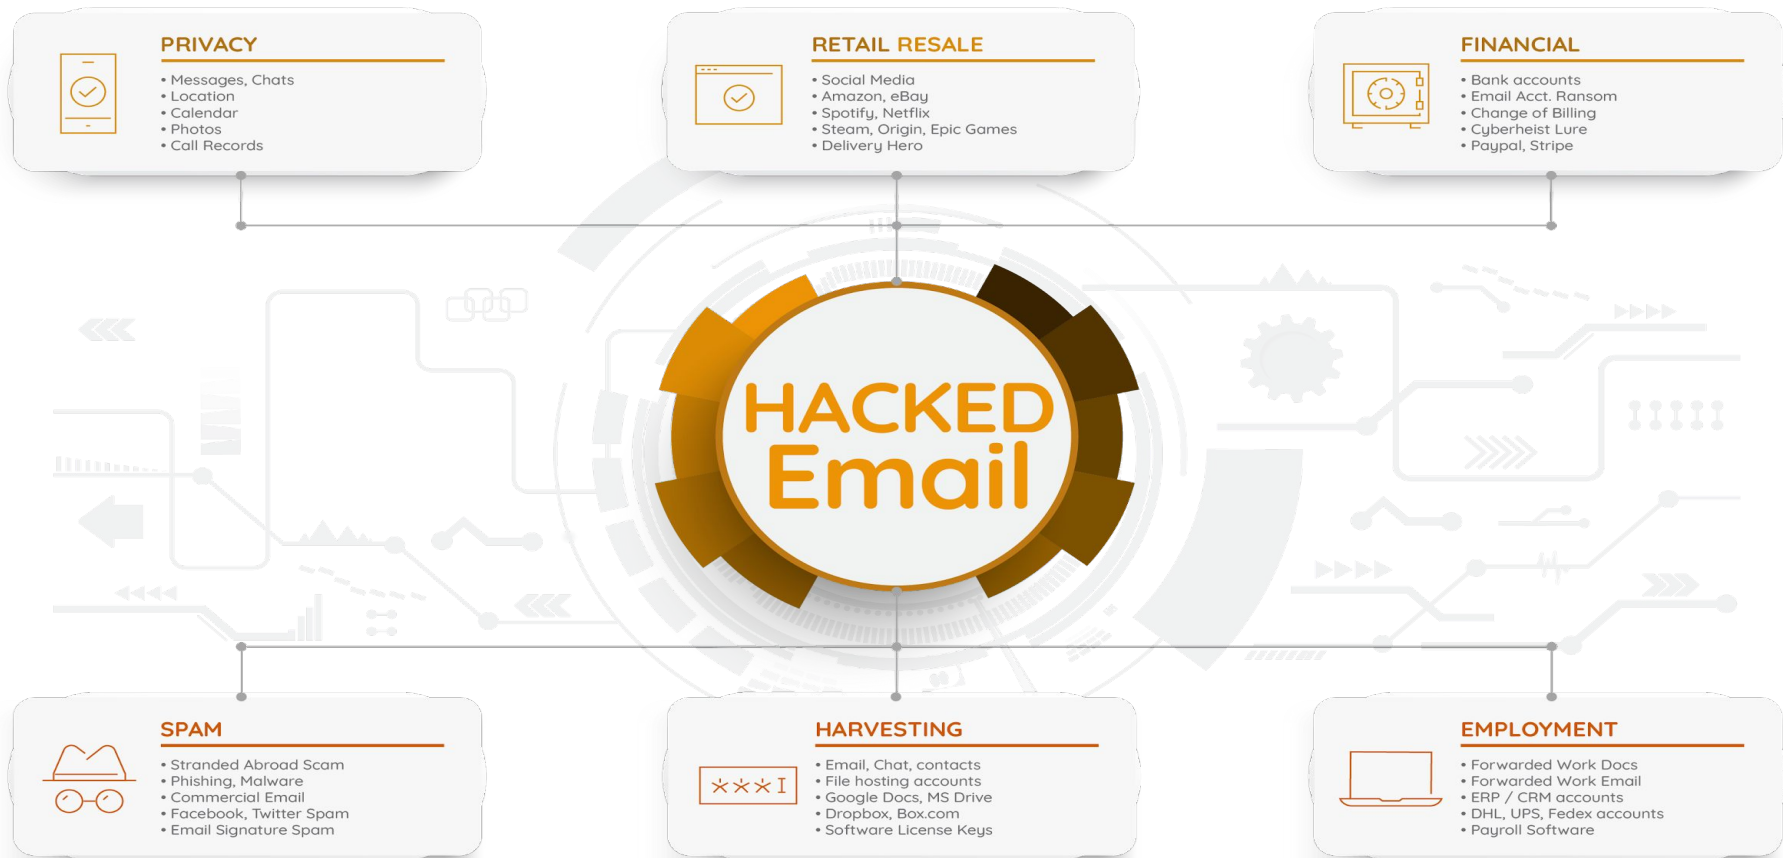 PRIVACY
• Messages, Chats
• Location
• Calendar
• Photos
• Call Records
RETAIL RESALE
• Social Media
• Amazon, eBay
• Spotify, Netflix
• Steam, Origin, Epic Games
• Delivery Hero
FINANCIAL
• Bank accounts
• Email Acct. Ransom
• Change of Billing
• Cyberheist Lure
• Paypal, Stripe
HACKED
Email
SPAM
• Stranded Abroad Scam
• Phishing, Malware
• Commercial Email
• Facebook, Twitter Spam
• Email Signature Spam
HARVESTING
• Email, Chat, contacts
• File hosting accounts
• Google Docs, MS Drive
• Dropbox, Box.com
• Software License Keys
EMPLOYMENT
• Forwarded Work Docs
• Forwarded Work Email
• ERP / CRM accounts
• DHL, UPS, Fedex accounts
• Payroll Software